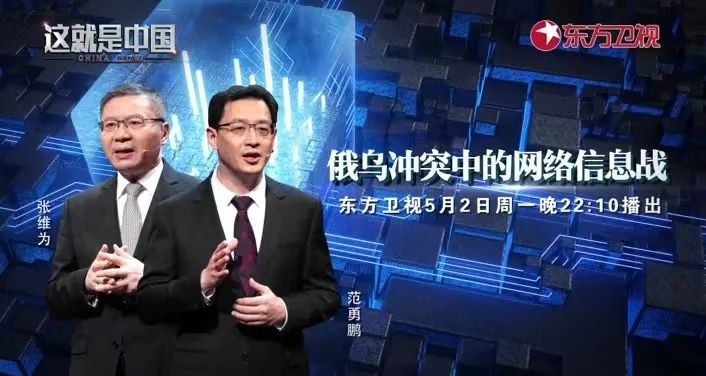 这就是中国
CHINA NOW
东方卫视
俄乌冲突中的网络信息战
东方卫视5月2日周一晚22:10播出
张维为
范勇鹏